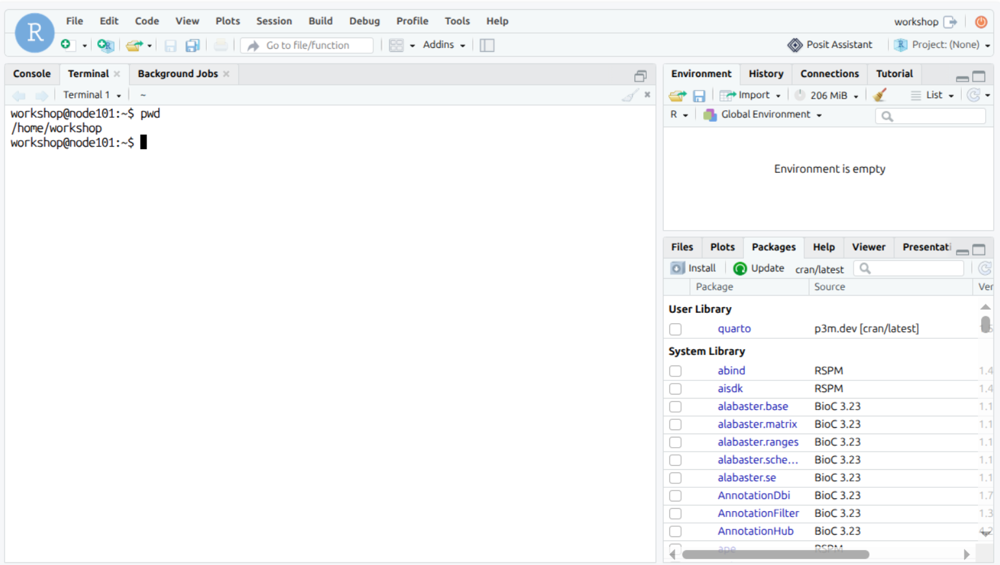 R File Edit Code View Plots Session Build Debug Profile Tools Help workshop
Go to file/function Addins Posit Assistant R Project: (None)
Console Terminal Background Jobs
Terminal 1 ~
workshop@node101:~$ pwd
/home/workshop
workshop@node101:~$
Environment History Connections Tutorial
Import 206 MiB List
R Global Environment
Environment is empty
Files Plots Packages Help Viewer Presentati
Install Update cran/latest
Package Source Ver
User Library
quarto p3m.dev [cran/latest]
System Library
abind RSPM 1.4
aisdk RSPM 1.4
alabaster.base BioC 3.23 1.1
alabaster.matrix BioC 3.23 1.1
alabaster.ranges BioC 3.23 1.1
alabaster.sche... BioC 3.23 1.1
alabaster.se BioC 3.23 1.1
AnnotationDbi BioC 3.23 1.7
AnnotationFilter BioC 3.23 1.3
AnnotationHub BioC 3.23 4.2
ape RSPM